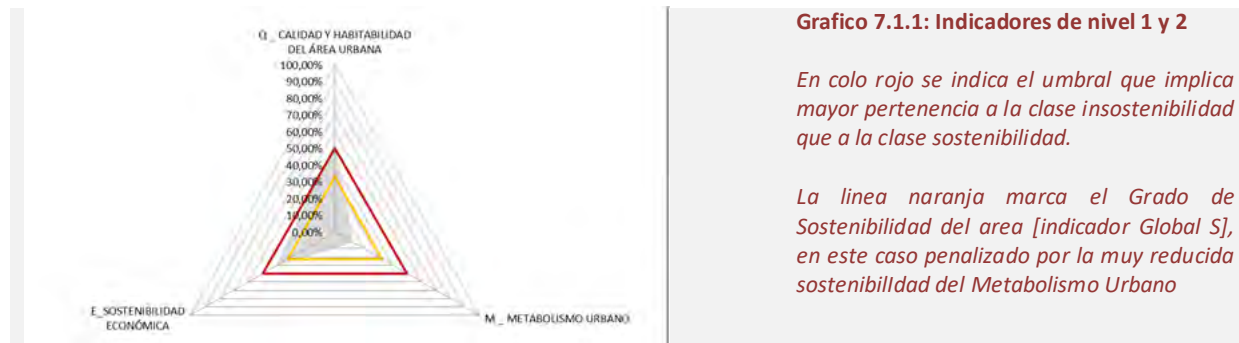 Q _ CALIDAD Y HABITABILIDAD
DEL ÁREA URBANA
100,00%
90,00%
80,00%
70,00%
60,00%
50,00%
40,00%
30,00%
20,00%
10,00%
0,00%
E_SOSTENIBILIDAD
ECONÓMICA
M _ METABOLISMO URBANO
Grafico 7.1.1: Indicadores de nivel 1 y 2
En colo rojo se indica el umbral que implica
mayor pertenencia a la clase insostenibilidad
que a la clase sostenibilidad.
La linea naranja marca el Grado de
Sostenibilidad del area [indicador Global S],
en este caso penalizado por la muy reducida
sostenibilIdad del Metabolismo Urbano